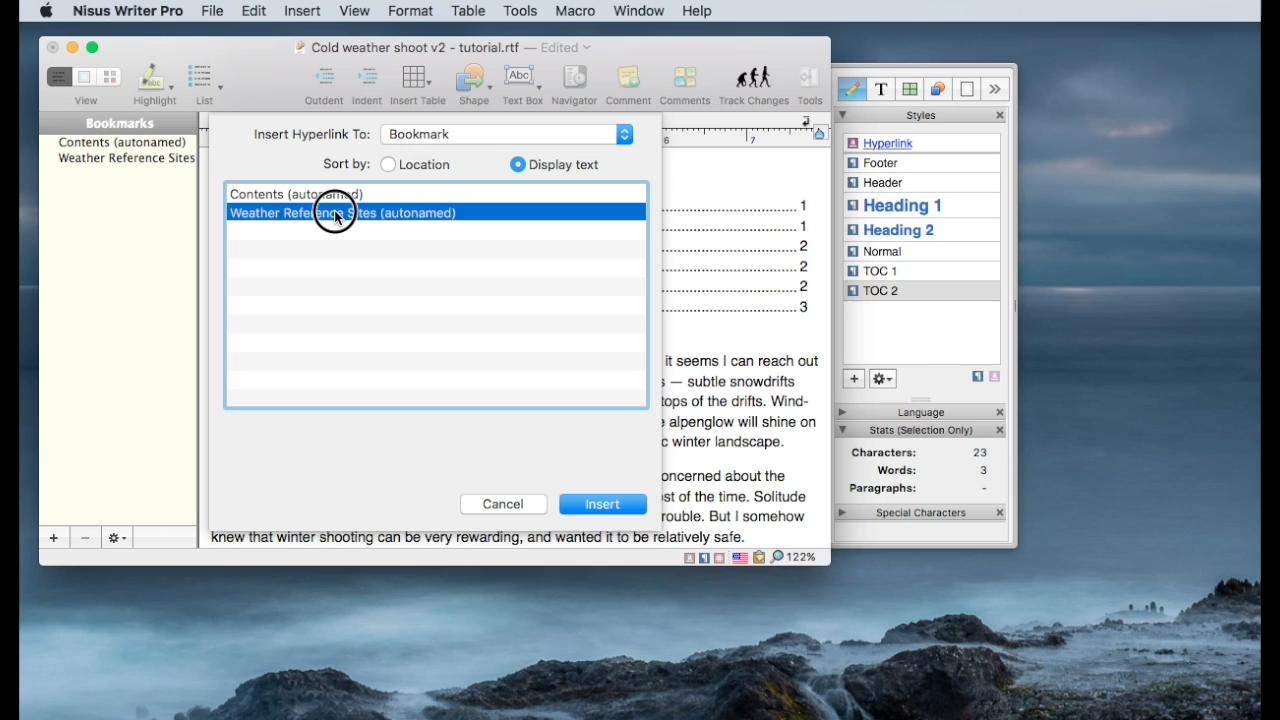 Nisus Writer Pro File Edit Insert View Format Table Tools Macro Window Help
Cold weather shoot v2 - tutorial.rtf — Edited
Abc Abc
View Highlight List Outdent Indent Insert Table Shape Text Box Navigator Comment Comments Track Changes Tools
Bookmarks
Contents (autonamed)
Weather Reference Sites
Insert Hyperlink To: Bookmark
Sort by: Location Display text
Contents (autonamed)
Weather Reference Sites (autonamed)
Cancel Insert
6 7
1
1
2
2
2
3
it seems I can reach out
s — subtle snowdrifts
tops of the drifts. Wind-
e alpenglow will shine on
c winter landscape.
oncerned about the
st of the time. Solitude
rouble. But I somehow
knew that winter shooting can be very rewarding, and wanted it to be relatively safe.
122%
T
Styles
Hyperlink
Footer
Header
Heading 1
Heading 2
Normal
TOC 1
TOC 2
Language
Stats (Selection Only)
Characters: 23
Words: 3
Paragraphs: -
Special Characters